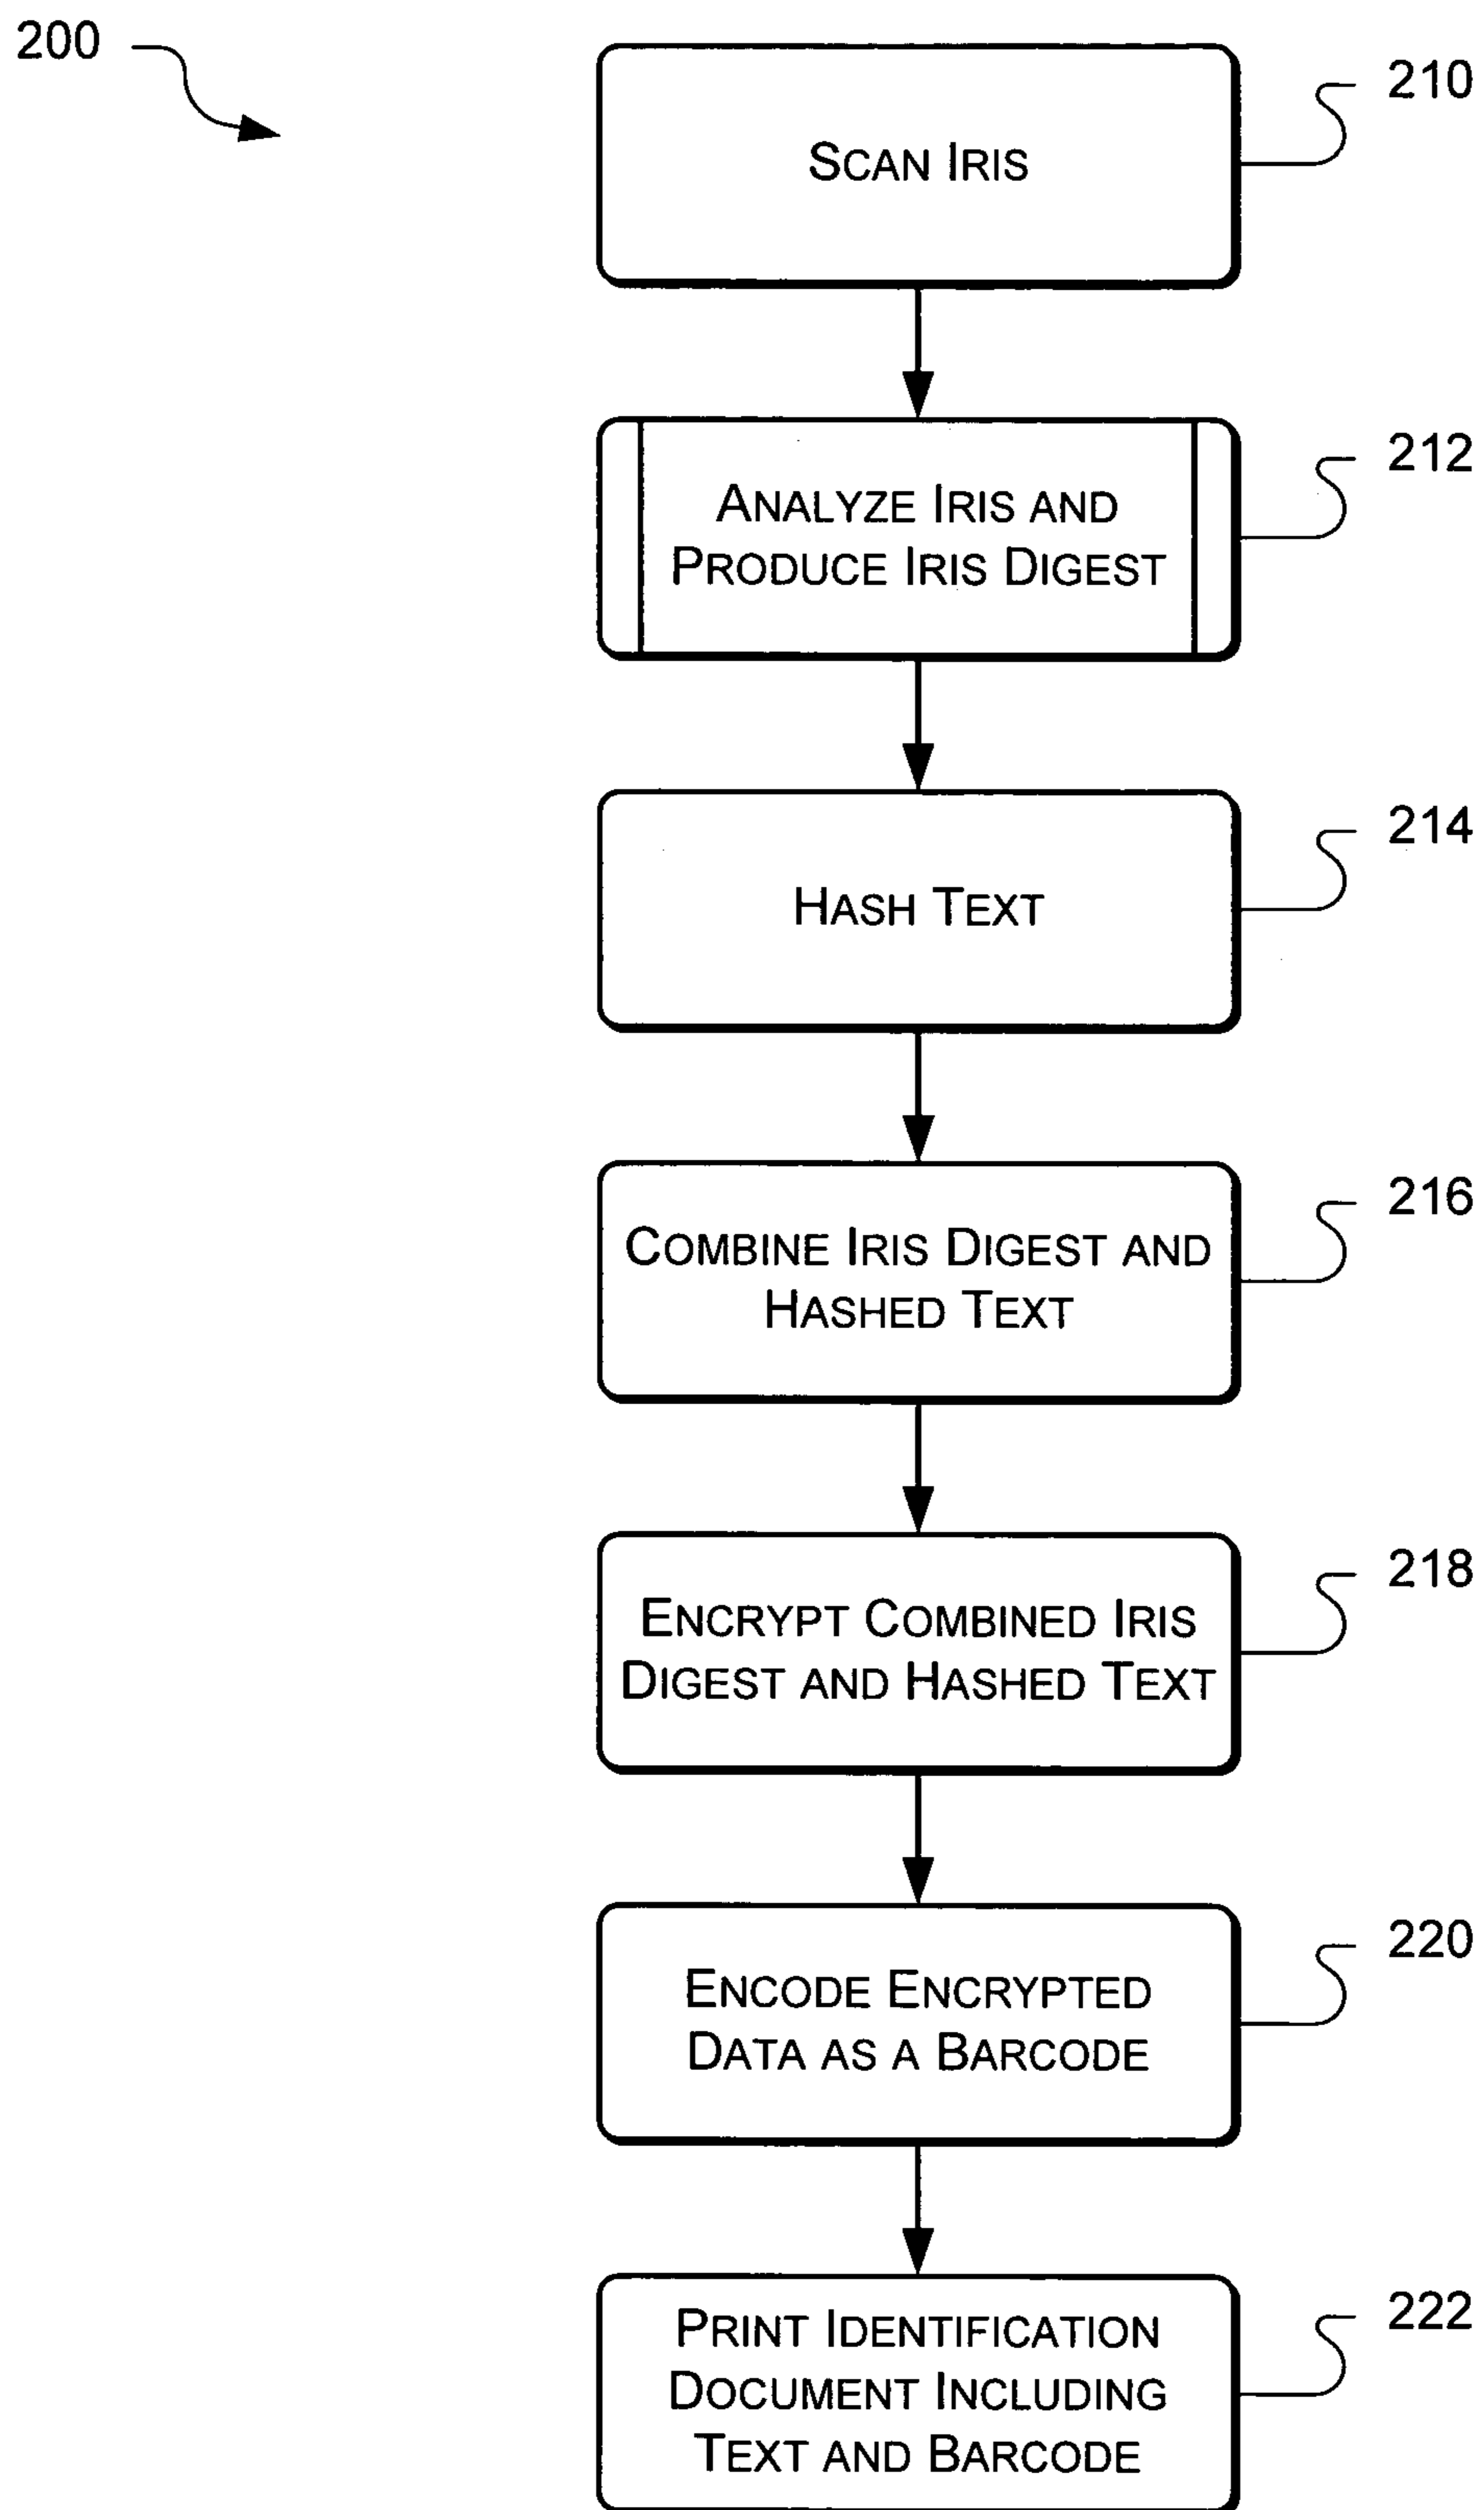 200
210
SCAN IRIS
212
ANALYZE IRIS AND
PRODUCE IRIS DIGEST
214
HASH TEXT
216
COMBINE IRIS DIGEST AND
HASHED TEXT
218
ENCRYPT COMBINED IRIS
DIGEST AND HASHED TEXT
220
ENCODE ENCRYPTED
DATA AS A BARCODE
222
PRINT IDENTIFICATION
DOCUMENT INCLUDING
TEXT AND BARCODE